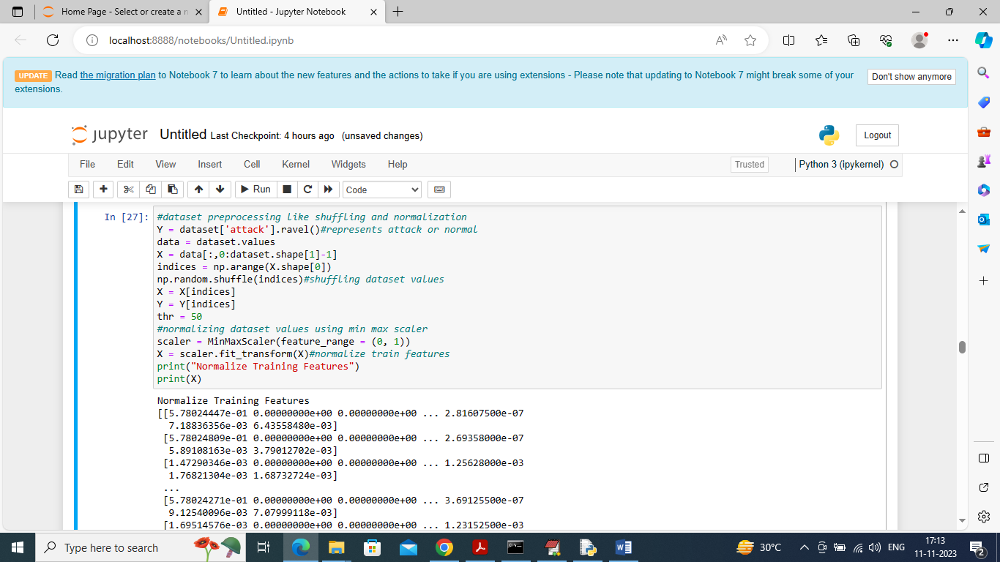 Home Page - Select or create a n
Untitled - Jupyter Notebook
localhost:8888/notebooks/Untitled.ipynb
UPDATE Read the migration plan to Notebook 7 to learn about the new features and the actions to take if you are using extensions - Please note that updating to Notebook 7 might break some of your
extensions.
Don't show anymore
jupyter Untitled Last Checkpoint: 4 hours ago (unsaved changes)
Logout
File Edit View Insert Cell Kernel Widgets Help
Trusted
Python 3 (ipykernel)
Run
Code
In [27]:
#dataset preprocessing like shuffling and normalization
Y = dataset['attack'].ravel()#represents attack or normal
data = dataset.values
X = data[:,0:dataset.shape[1]-1]
indices = np.arange(X.shape[0])
np.random.shuffle(indices)#shuffling dataset values
X = X[indices]
Y = Y[indices]
thr = 50
#normalizing dataset values using min max scaler
scaler = MinMaxScaler(feature_range = (0, 1))
X = scaler.fit_transform(X)#normalize train features
print("Normalize Training Features")
print(X)
Normalize Training Features
[[5.78024447e-01 0.00000000e+00 0.00000000e+00 ... 2.81607500e-07
7.18836356e-03 6.43558480e-03]
[5.78024809e-01 0.00000000e+00 0.00000000e+00 ... 2.69358000e-07
5.89108163e-03 3.79012702e-03]
[1.47290346e-03 0.00000000e+00 0.00000000e+00 ... 1.25628000e-03
1.76821304e-03 1.68732724e-03]
...
[5.78024271e-01 0.00000000e+00 0.00000000e+00 ... 3.69125500e-07
9.12540096e-03 7.07999118e-03]
[1.69514576e-03 0.00000000e+00 0.00000000e+00 ... 1.23152500e-03
Type here to search
30°C
ENG
17:13
11-11-2023
2